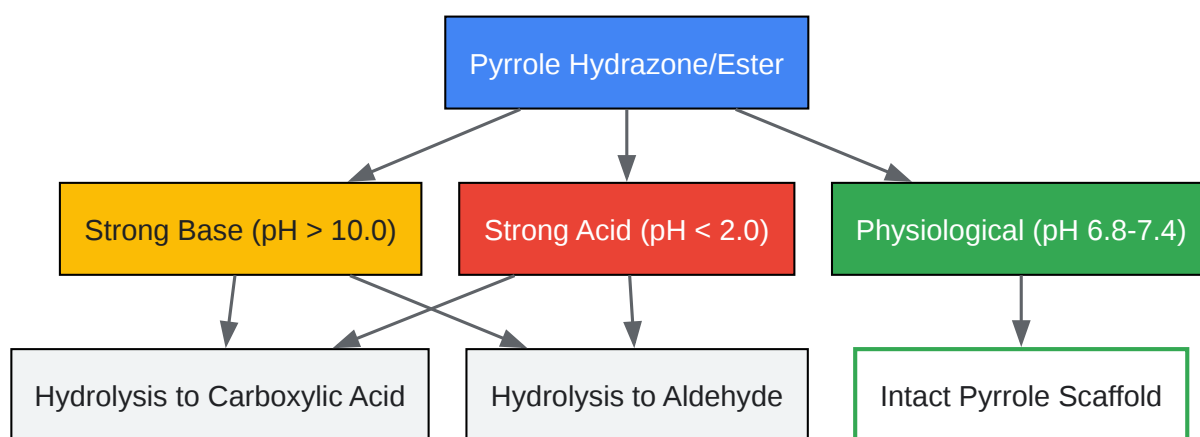 Pyrrole Hydrazone/Ester
Strong Base (pH > 10.0)
Strong Acid (pH < 2.0)
Physiological (pH 6.8-7.4)
Hydrolysis to Carboxylic Acid
Hydrolysis to Aldehyde
Intact Pyrrole Scaffold